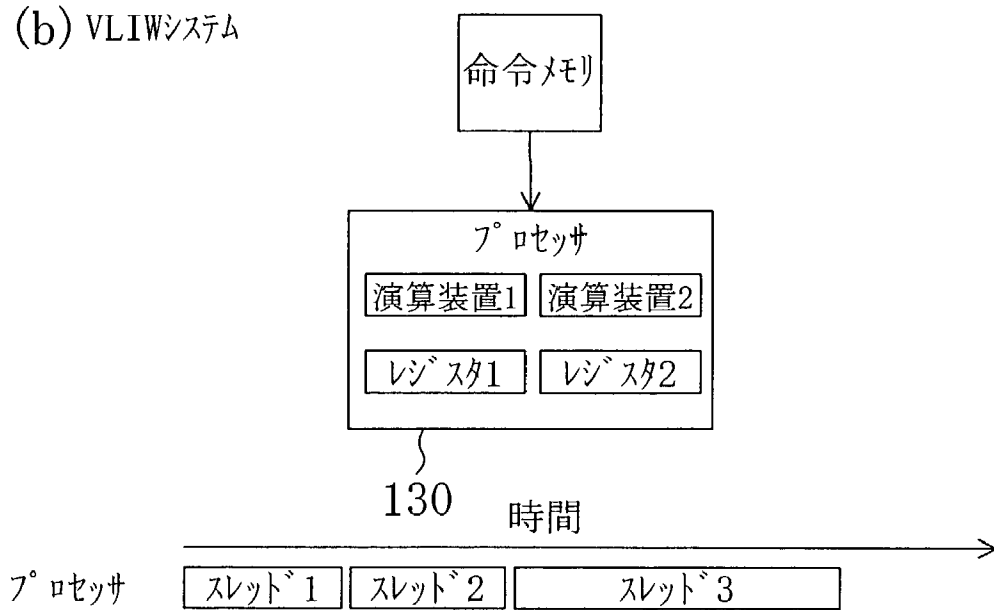 (b) VLIWシステム
命令メモリ
プロセッサ
演算装置1 演算装置2
レジスタ1 レジスタ2
130
時間
プロセッサ スレッド1 スレッド2 スレッド3